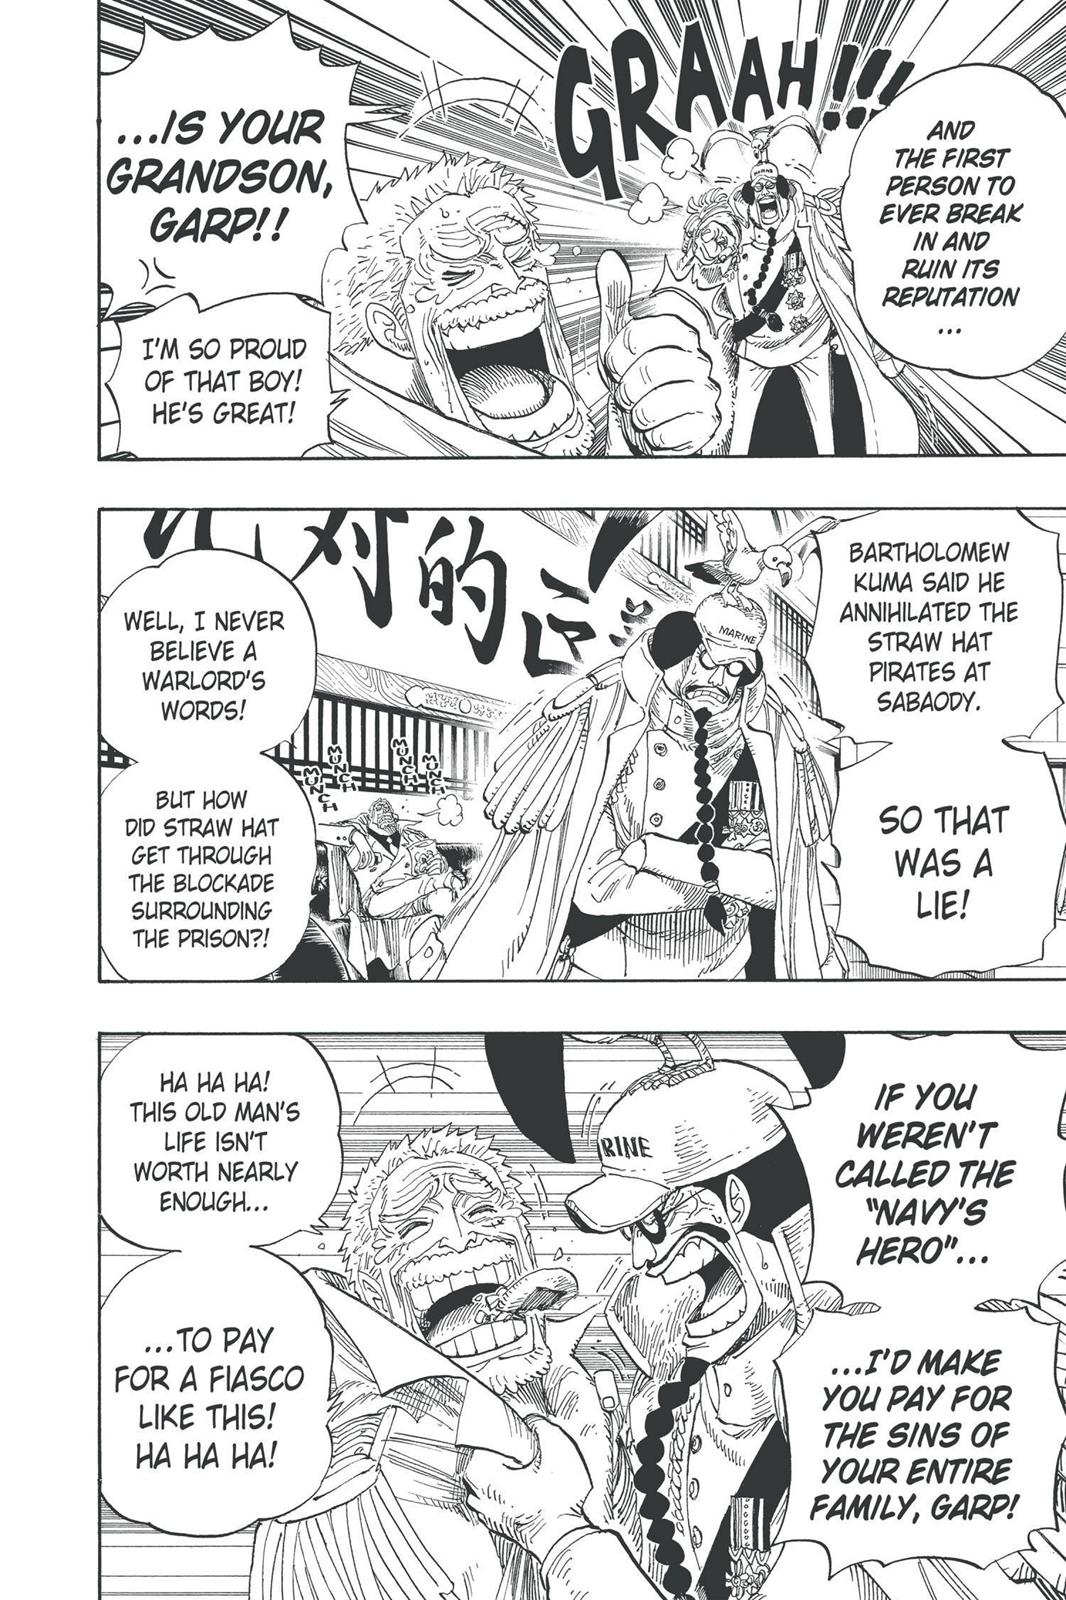 AND
THE FIRST
PERSON TO
EVER BREAK
IN AND
RUIN ITS
REPUTATION
...
GRAAH!!!
MARINE
...IS YOUR
GRANDSON,
GARP!!
I'M SO PROUD
OF THAT BOY!
HE'S GREAT!
BARTHOLOMEW
KUMA SAID HE
ANNIHILATED THE
STRAW HAT
PIRATES AT
SABAODY.
SO THAT
WAS A
LIE!
MARINE
対的正
MUNCH
MUNCH
MUNCH
MUNCH
WELL, I NEVER
BELIEVE A
WARLORD'S
WORDS!
BUT HOW
DID STRAW HAT
GET THROUGH
THE BLOCKADE
SURROUNDING
THE PRISON?!
IF YOU
WEREN'T
CALLED THE
"NAVY'S
HERO"...
...I'D MAKE
YOU PAY FOR
THE SINS OF
YOUR ENTIRE
FAMILY, GARP!
RINE
HA HA HA!
THIS OLD MAN'S
LIFE ISN'T
WORTH NEARLY
ENOUGH...
...TO PAY
FOR A FIASCO
LIKE THIS!
HA HA HA!